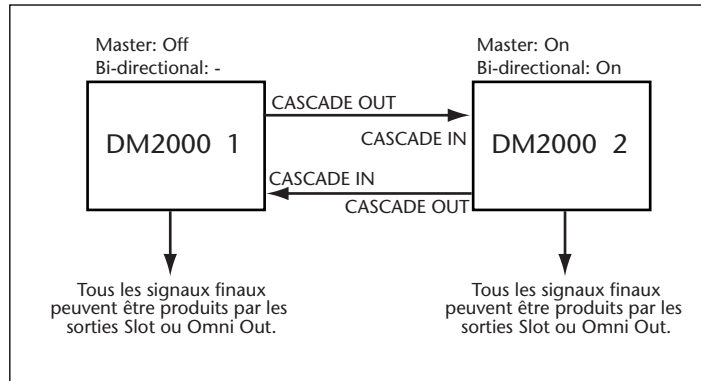 Master: Off
Bi-directional: -
Master: On
Bi-directional: On
DM2000 1
CASCADE OUT
CASCADE IN
CASCADE IN
CASCADE OUT
DM2000 2
Tous les signaux finaux
peuvent être produits par les
sorties Slot ou Omni Out.
Tous les signaux finaux
peuvent être produits par les
sorties Slot ou Omni Out.